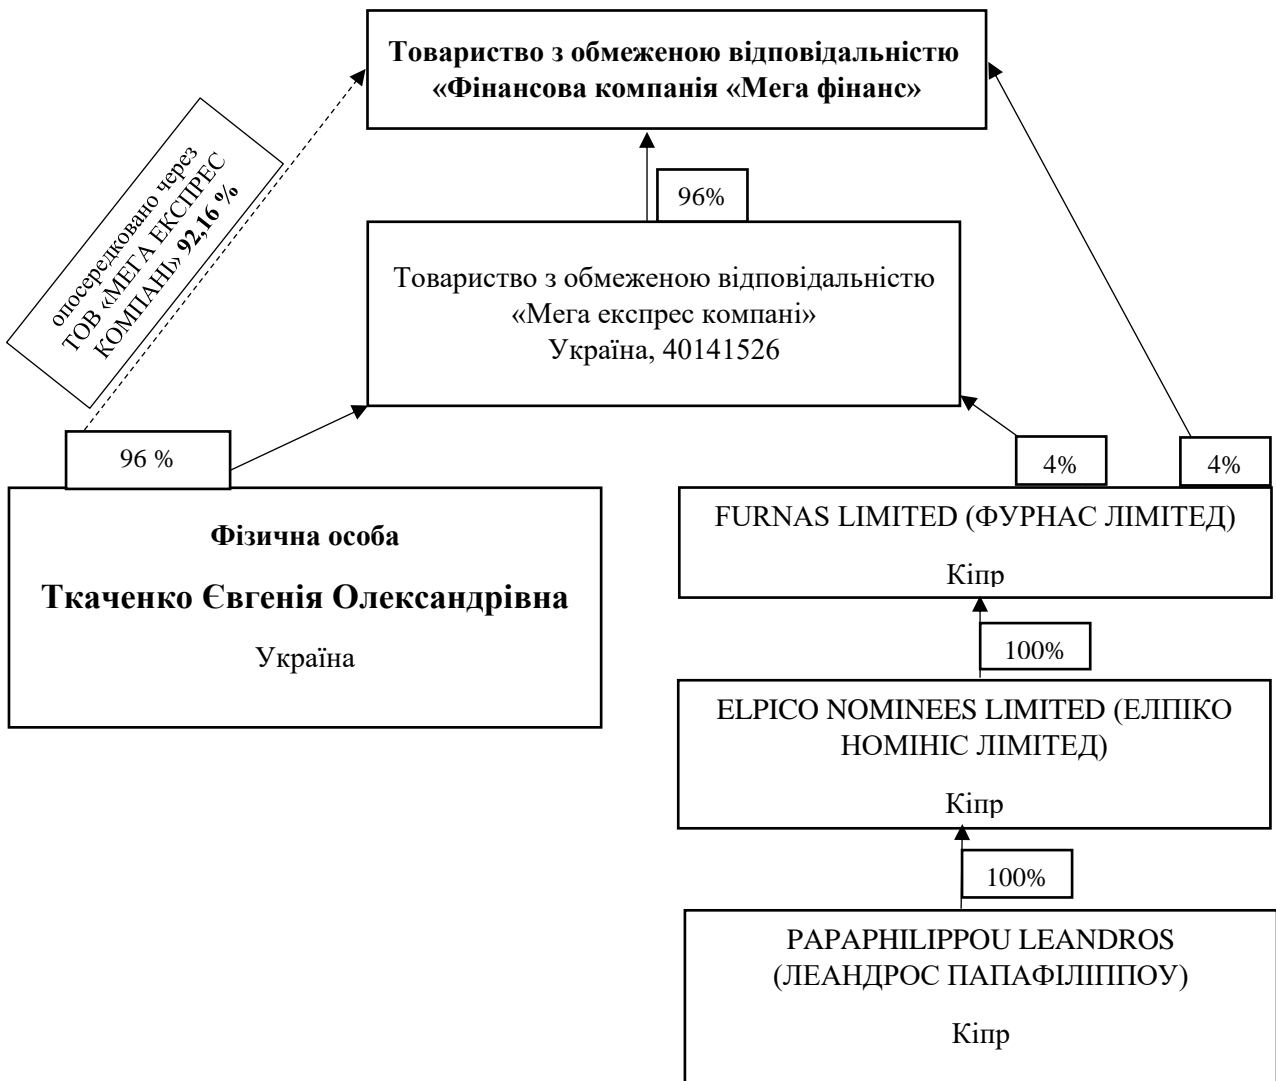 Товариство з обмеженою відповідальністю
«Фінансова компанія «Мега фінанс»
опосередковано через
ТОВ «МЕГА ЕКСПРЕС
КОМПАНІ» 92,16 %
96%
Товариство з обмеженою відповідальністю
«Мега експрес компані»
Україна, 40141526
96 %
4%
4%
Фізична особа
Ткаченко Євгенія Олександрівна
Україна
FURNAS LIMITED (ФУРНАС ЛІМІТЕД)
Кіпр
100%
ELPICO NOMINEES LIMITED (ЕЛПІКО
НОМІНІС ЛІМІТЕД)
Кіпр
100%
PAPAPHILIPPOU LEANDROS
(ЛЕАНДРОС ПАПАФІЛІППОУ)
Кіпр